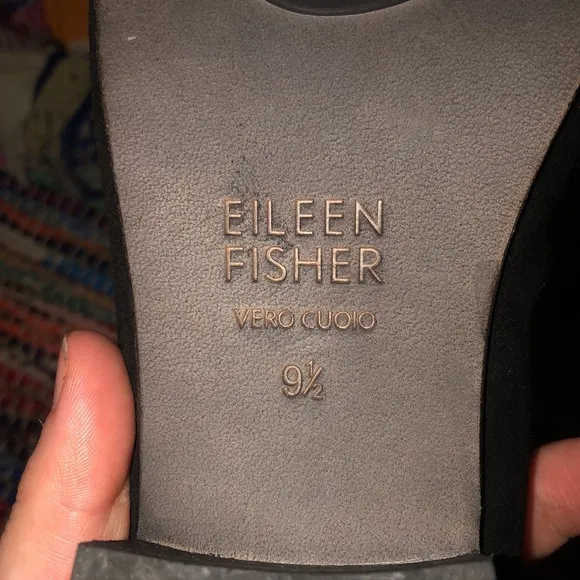 EILEEN
FISHER
VERO CUOIO
9½